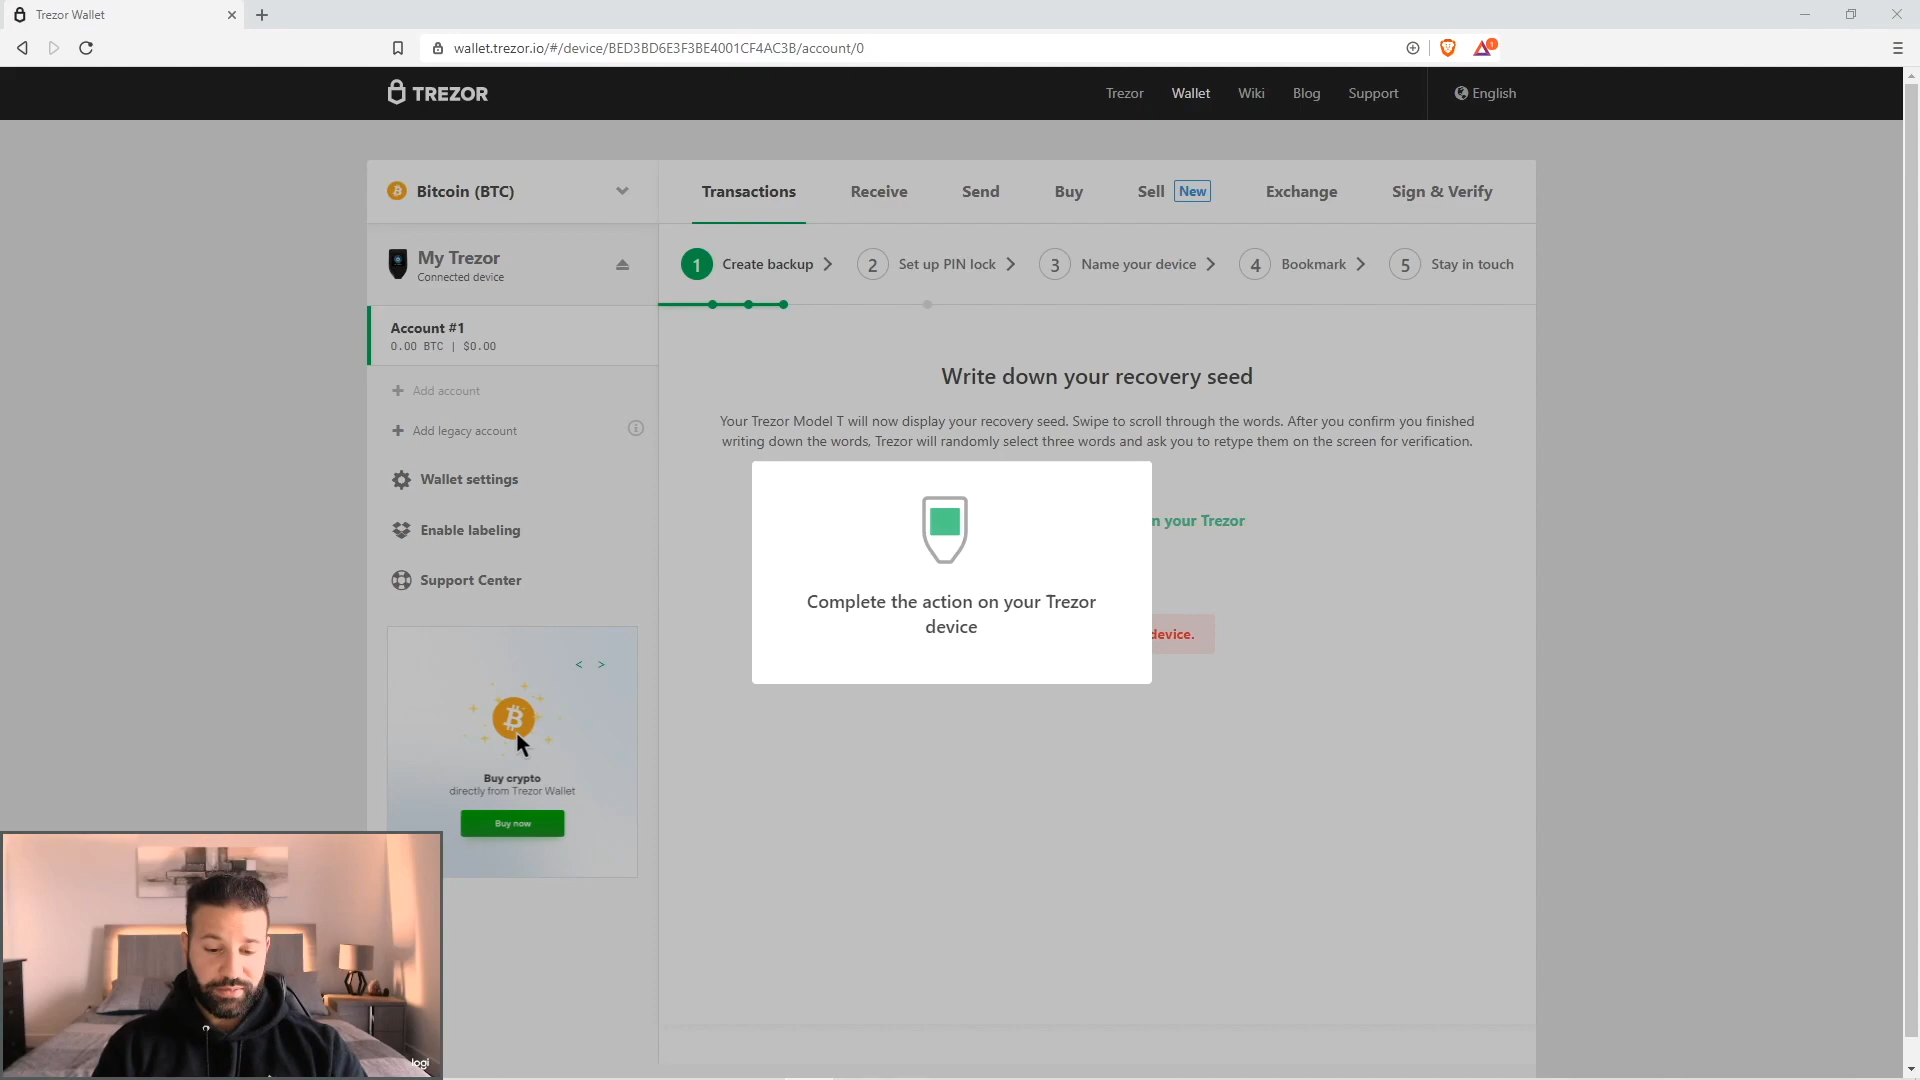 Trezor Wallet
wallet.trezor.io/#/device/BED3BD6E3F3BE4001CF4AC3B/account/0
1
TREZOR
Trezor Wallet Wiki Blog Support English
Bitcoin (BTC)
Transactions Receive Send Buy Sell New Exchange Sign & Verify
My Trezor
Connected device
1 Create backup 2 Set up PIN lock 3 Name your device 4 Bookmark 5 Stay in touch
Account #1
0.00 BTC | $0.00
Add account
Add legacy account
Wallet settings
Enable labeling
Support Center
Write down your recovery seed
Your Trezor Model T will now display your recovery seed. Swipe to scroll through the words. After you confirm you finished
writing down the words, Trezor will randomly select three words and ask you to retype them on the screen for verification.
n your Trezor
Complete the action on your Trezor
device
device.
< >
Buy crypto
directly from Trezor Wallet
Buy now
logi